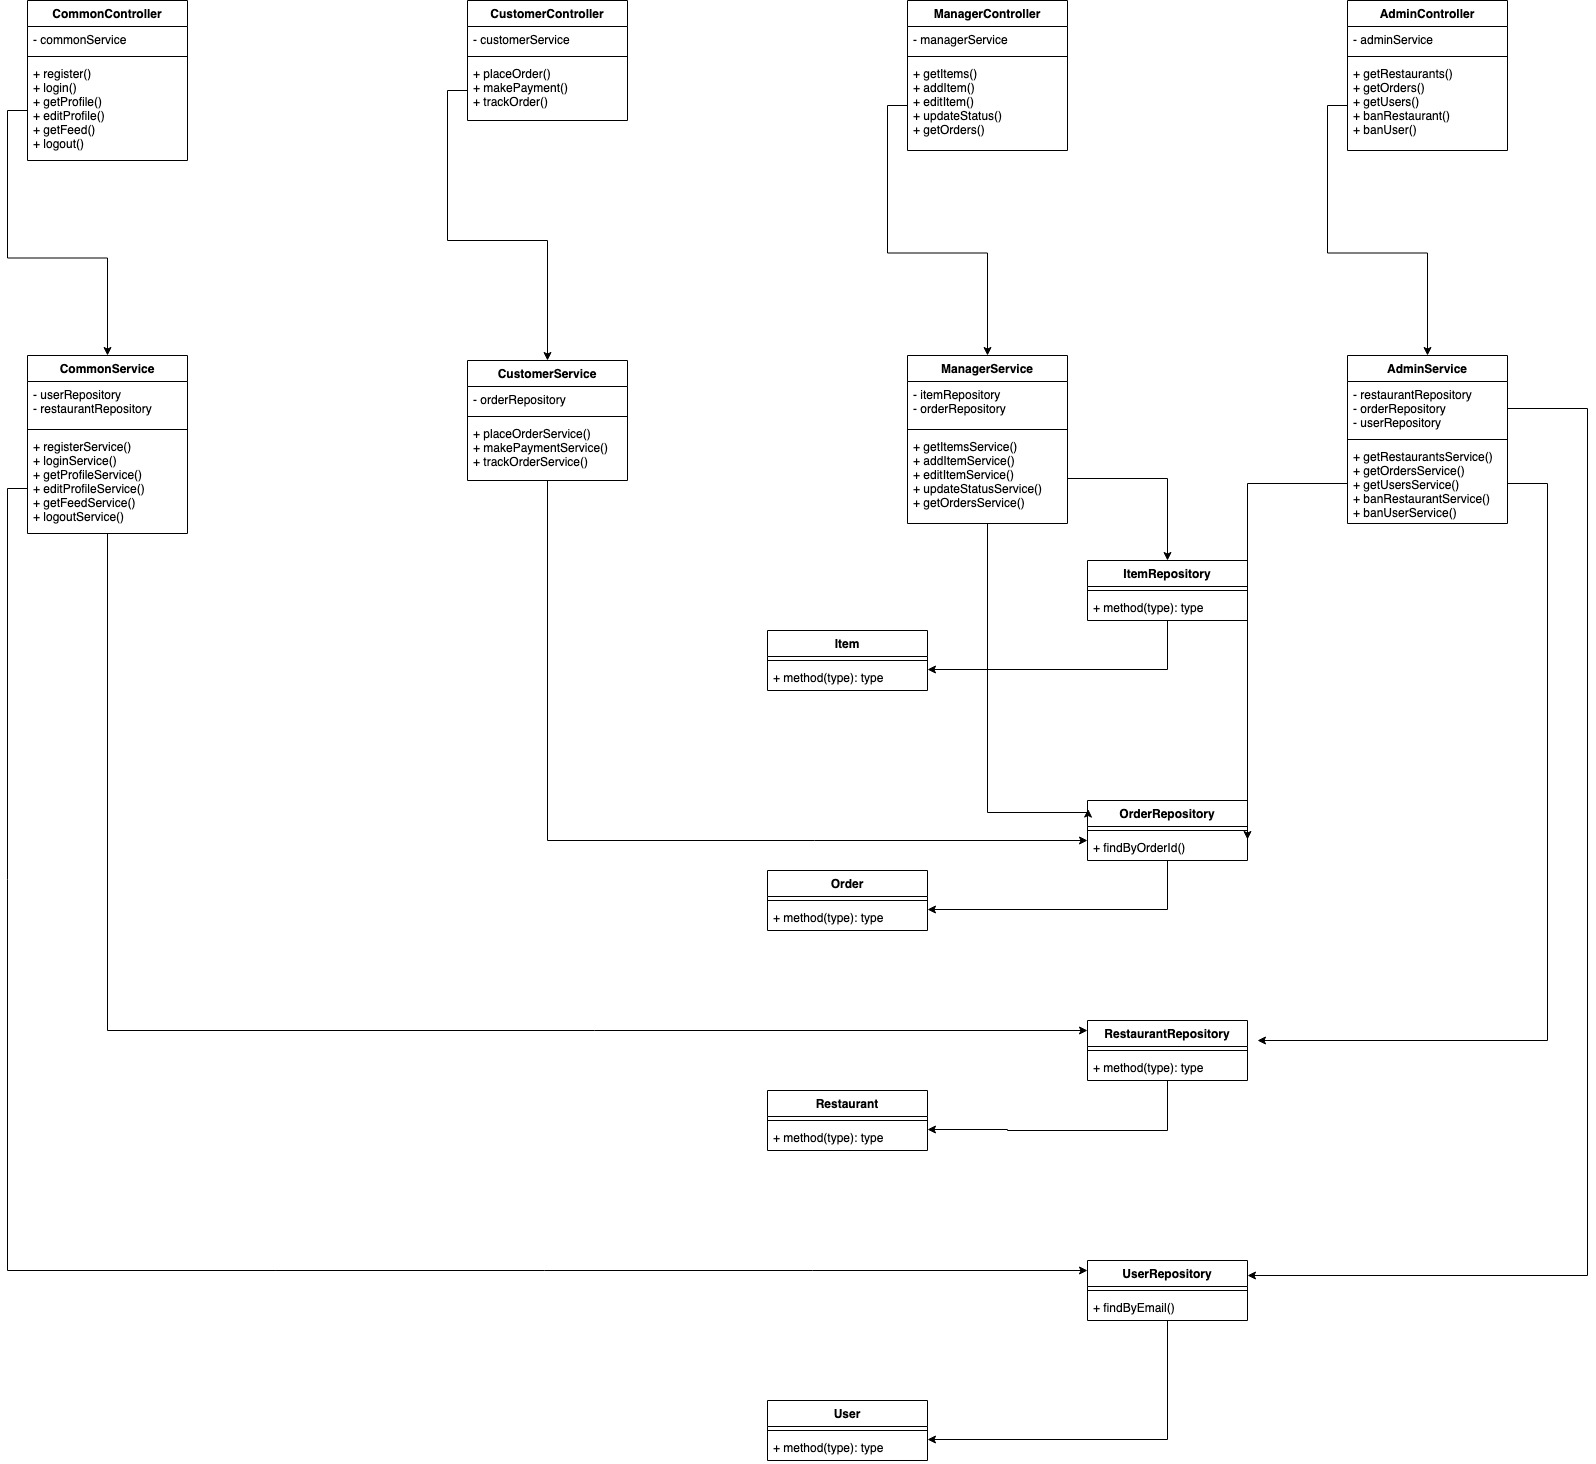 CommonController
- commonService
+ register()
+ login()
+ getProfile()
+ editProfile()
+ getFeed()
+ logout()
CustomerController
- customerService
+ placeOrder()
+ makePayment()
+ trackOrder()
ManagerController
- managerService
+ getItems()
+ addItem()
+ editItem()
+ updateStatus()
+ getOrders()
AdminController
- adminService
+ getRestaurants()
+ getOrders()
+ getUsers()
+ banRestaurant()
+ banUser()
CommonService
- userRepository
- restaurantRepository
+ registerService()
+ loginService()
+ getProfileService()
+ editProfileService()
+ getFeedService()
+ logoutService()
CustomerService
- orderRepository
+ placeOrderService()
+ makePaymentService()
+ trackOrderService()
ManagerService
- itemRepository
- orderRepository
+ getItemsService()
+ addItemService()
+ editItemService()
+ updateStatusService()
+ getOrdersService()
AdminService
- restaurantRepository
- orderRepository
- userRepository
+ getRestaurantsService()
+ getOrdersService()
+ getUsersService()
+ banRestaurantService()
+ banUserService()
ItemRepository
+ method(type): type
Item
+ method(type): type
OrderRepository
+ findByOrderId()
Order
+ method(type): type
RestaurantRepository
+ method(type): type
Restaurant
+ method(type): type
UserRepository
+ findByEmail()
User
+ method(type): type